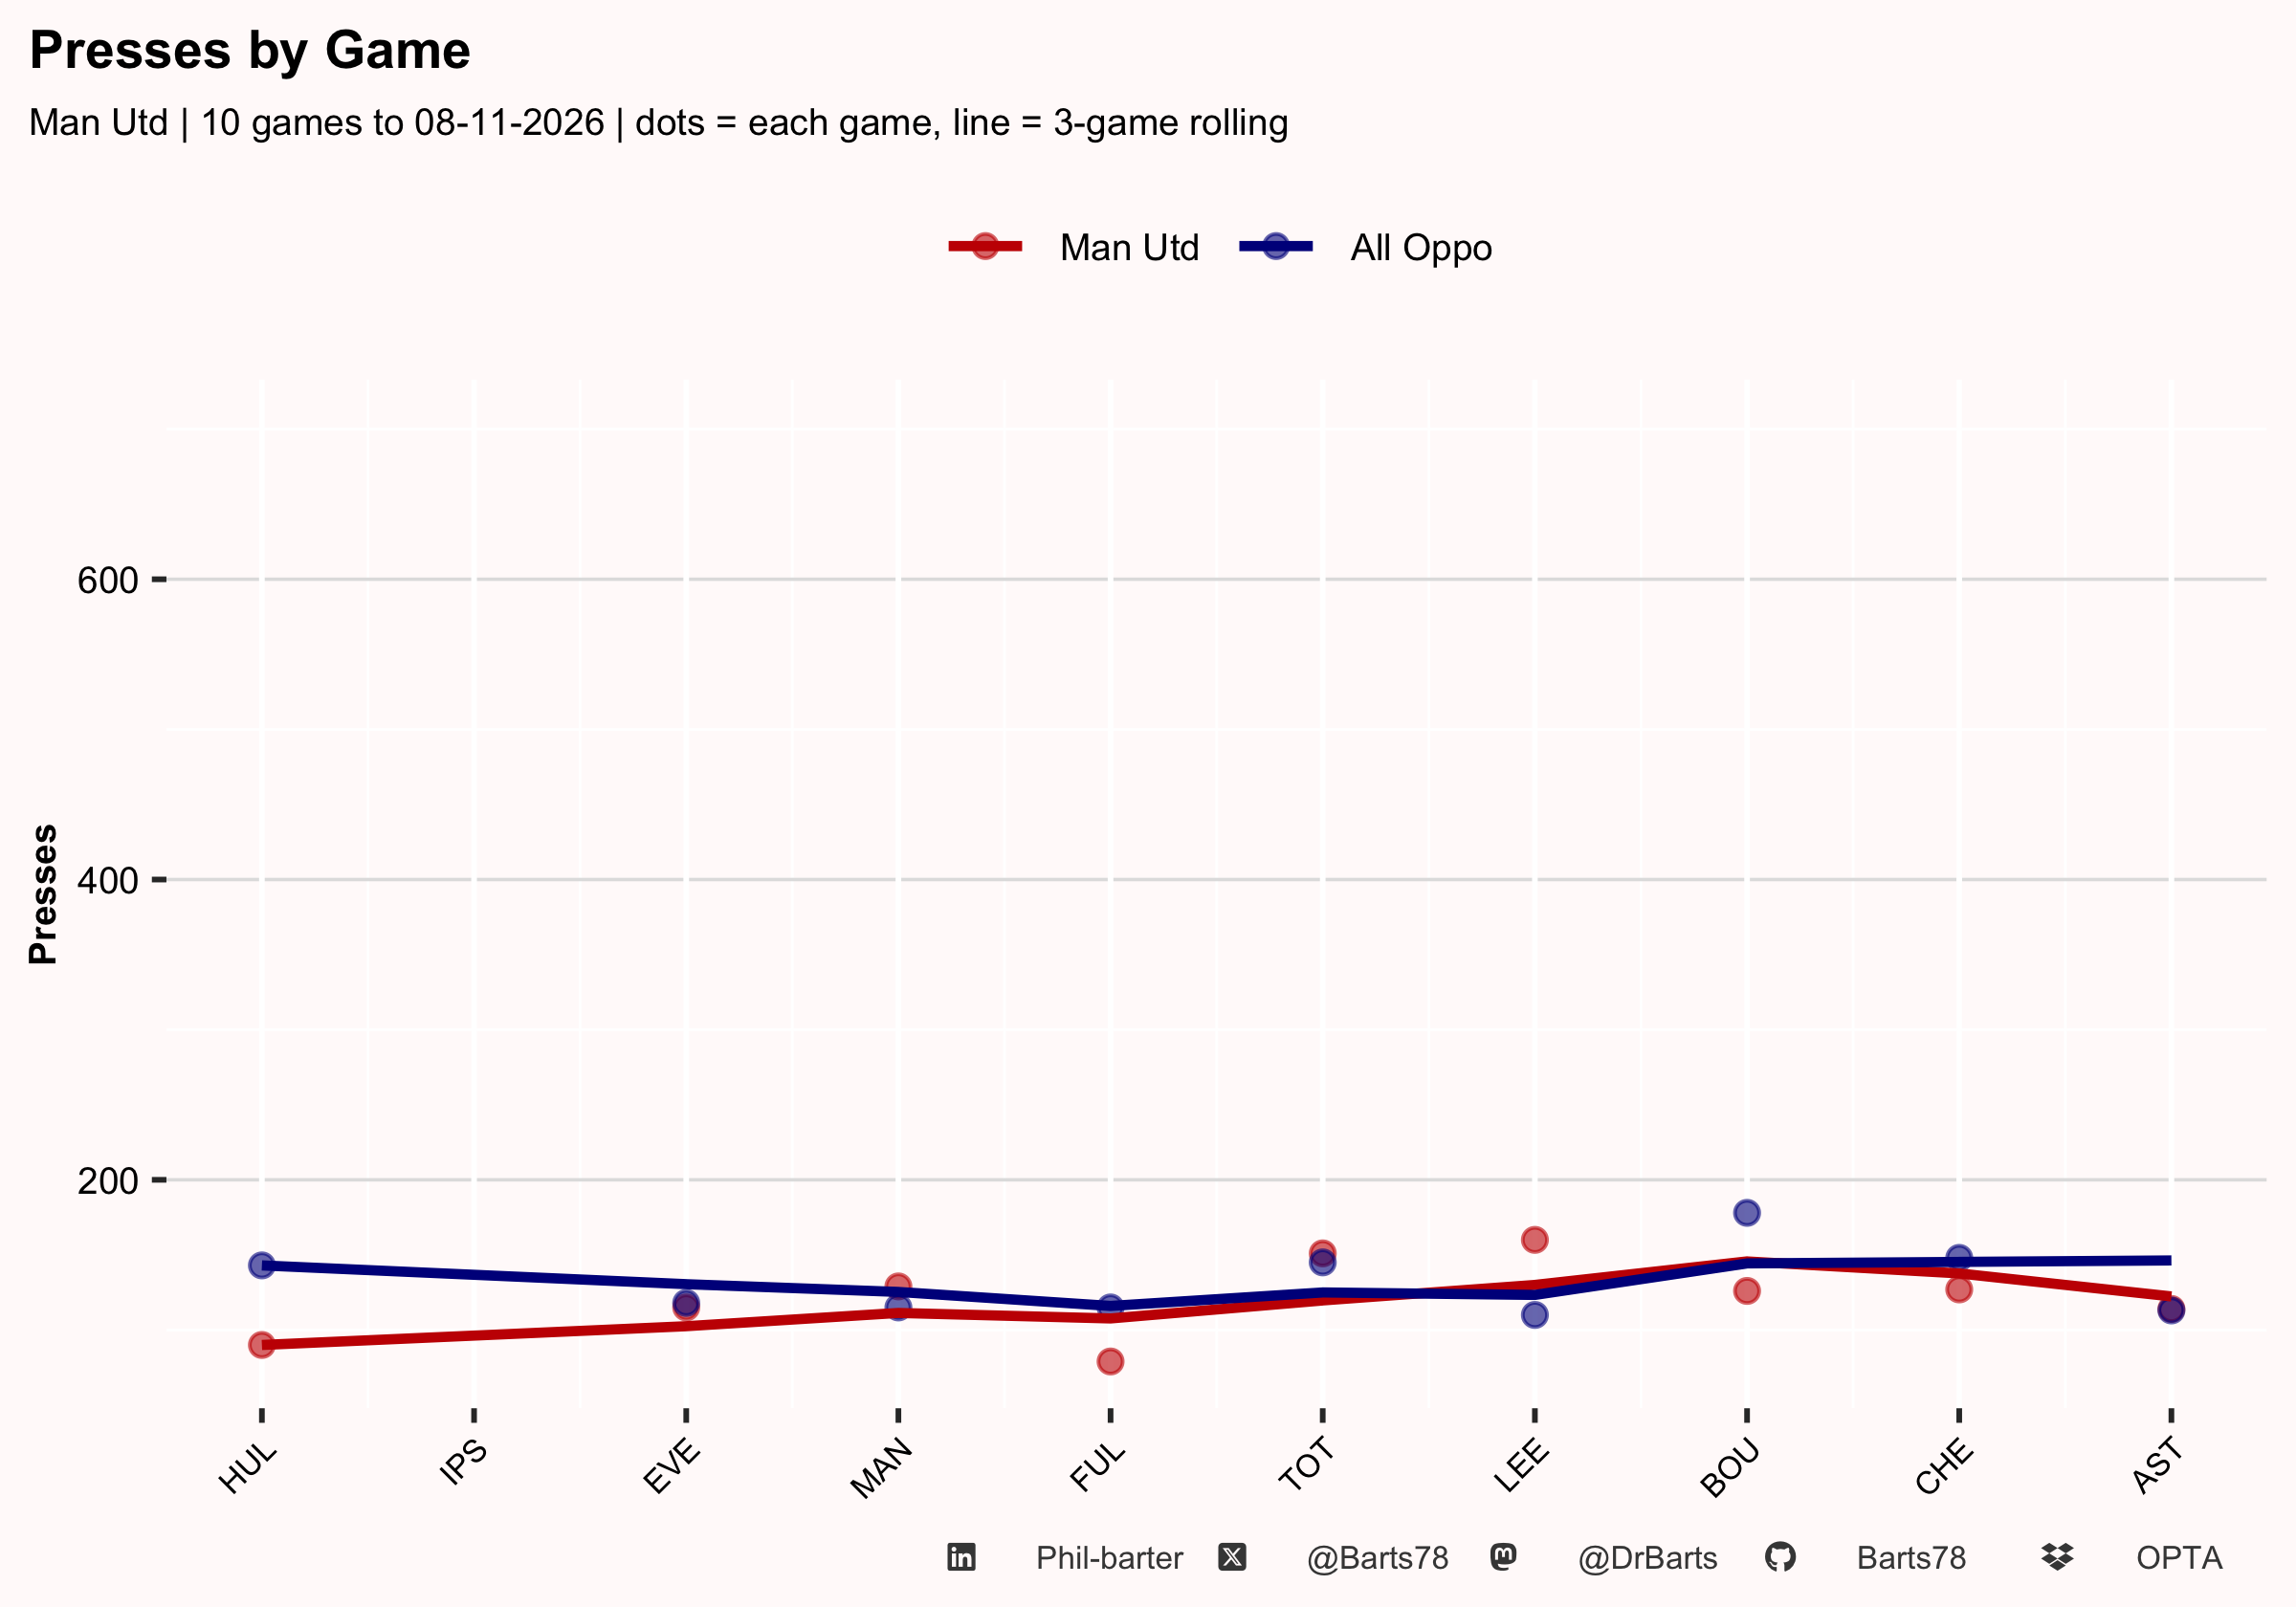 Presses by Game
Man Utd | 10 games to 08-11-2026 | dots = each game, line = 3-game rolling
Man Utd All Oppo
600
400
200
Presses
HUL IPS EVE MAN FUL TOT LEE BOU CHE AST
Phil-barter @Barts78 @DrBarts Barts78 OPTA